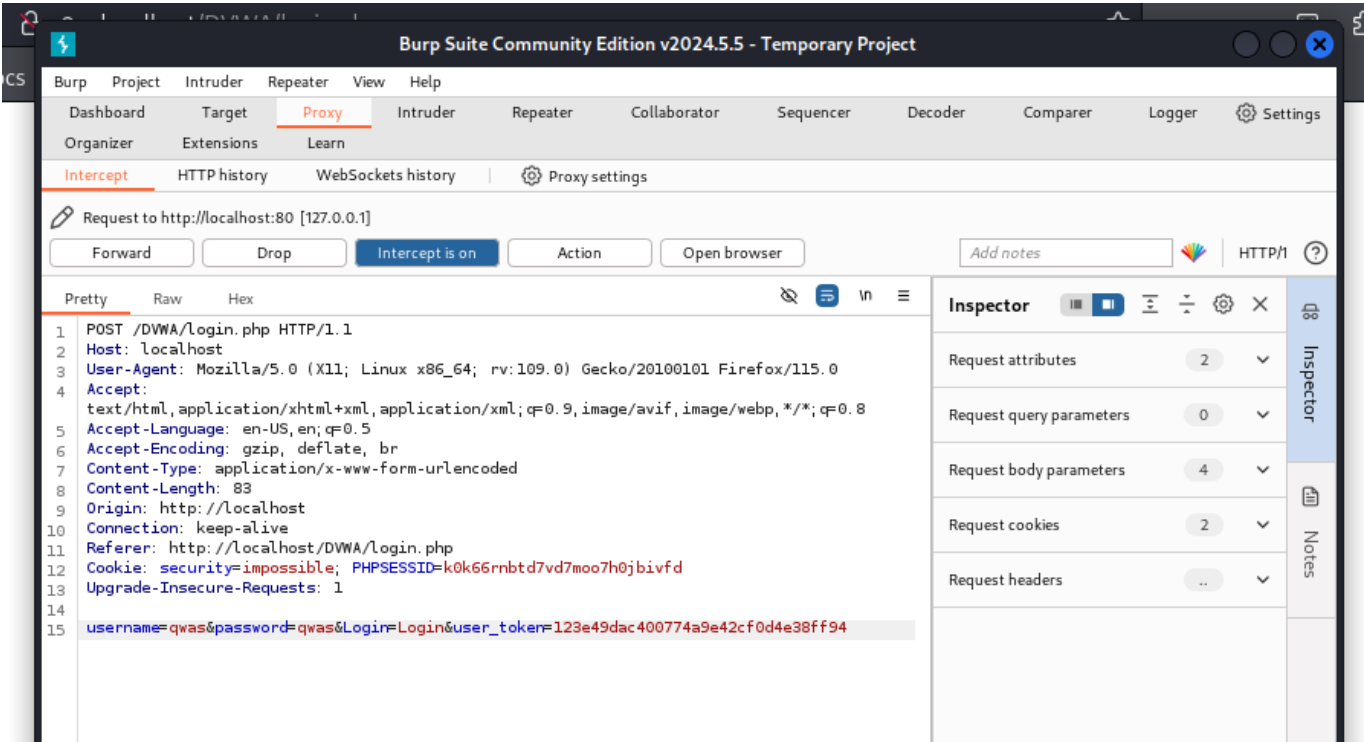 Burp Suite Community Edition v2024.5.5 - Temporary Project
ocs
Burp Project Intruder Repeater View Help
Dashboard Target Proxy Intruder Repeater Collaborator Sequencer Decoder Comparer Logger Settings
Organizer Extensions Learn
Intercept HTTP history WebSockets history Proxy settings
Request to http://localhost:80 [127.0.0.1]
Forward Drop Intercept is on Action Open browser Add notes HTTP/1 ?
Pretty Raw Hex \n
Inspector
1 POST /DVWA/login.php HTTP/1.1
2 Host: localhost
3 User-Agent: Mozilla/5.0 (X11; Linux x86_64; rv:109.0) Gecko/20100101 Firefox/115.0
4 Accept:
text/html,application/xhtml+xml,application/xml;q=0.9,image/avif,image/webp,*/*;q=0.8
5 Accept-Language: en-US,en;q=0.5
6 Accept-Encoding: gzip, deflate, br
7 Content-Type: application/x-www-form-urlencoded
8 Content-Length: 83
9 Origin: http://localhost
10 Connection: keep-alive
11 Referer: http://localhost/DVWA/login.php
12 Cookie: security=impossible; PHPSESSID=k0k66rnbtd7vd7moo7h0jbivfd
13 Upgrade-Insecure-Requests: 1
14
15 username=qwas&password=qwas&Login=Login&user_token=123e49dac400774a9e42cf0d4e38ff94
Request attributes 2
Request query parameters 0
Request body parameters 4
Request cookies 2
Request headers ..
Inspector
Notes